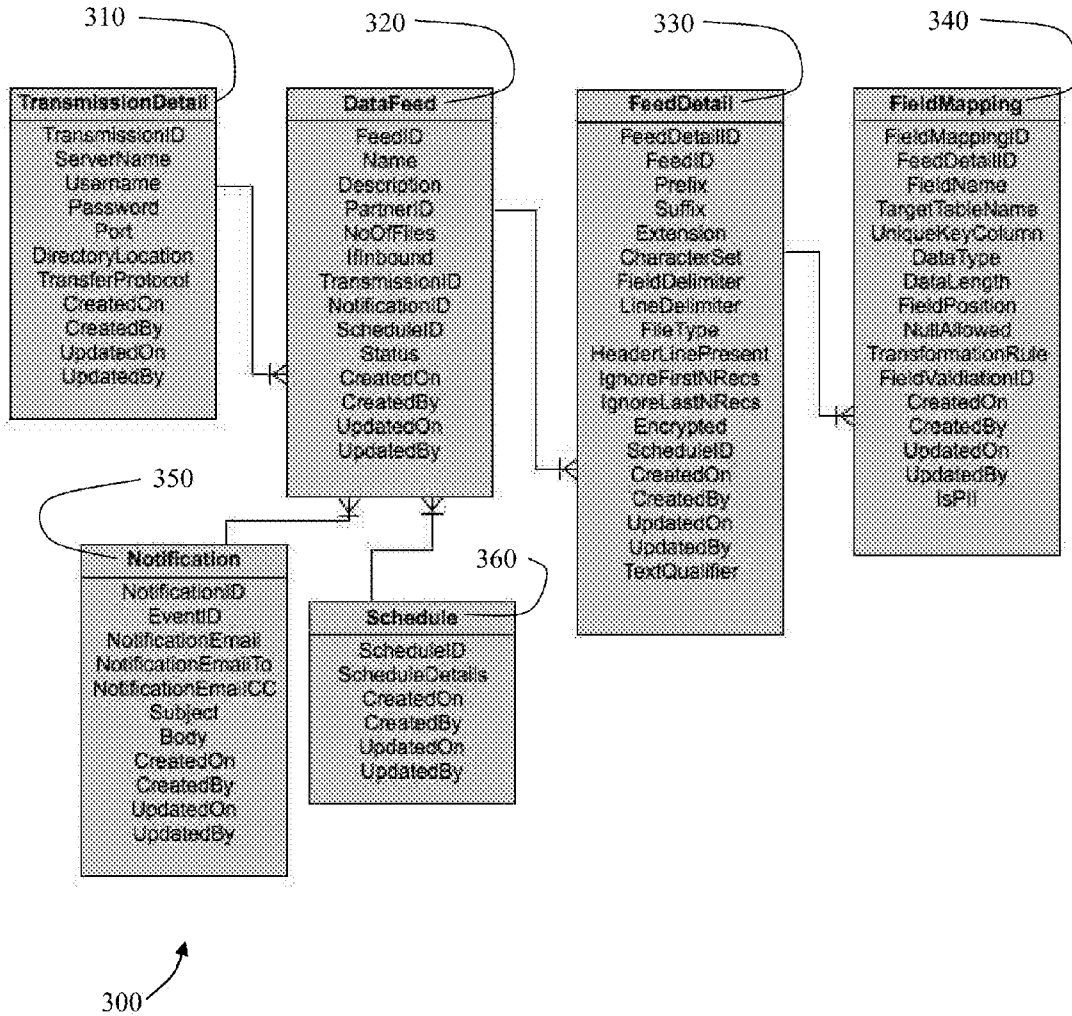 310
320
330
340
TransmissionDetail
TransmissionID
ServerName
Username
Password
Port
DirectoryLocation
TransferProtocol
CreatedOn
CreatedBy
UpdatedOn
UpdatedBy
DataFeed
FeedID
Name
Description
PartnerID
NoOfFiles
IfInbound
TransmissionID
NotificationID
ScheduleID
Status
CreatedOn
CreatedBy
UpdatedOn
UpdatedBy
FeedDetail
FeedDetailID
FeedID
Prefix
Suffix
Extension
CharacterSet
FieldDelimiter
LineDelimiter
FileType
HeaderLinePresent
IgnoreFirstNRecs
IgnoreLastNRecs
Encrypted
ScheduleID
CreatedOn
CreatedBy
UpdatedOn
UpdatedBy
TextQualifier
FieldMapping
FieldMappingID
FeedDetailID
FieldName
TargetTableName
UniqueKeyColumn
DataType
DataLength
FieldPosition
NullAllowed
TransformationRule
FieldValdiationID
CreatedOn
CreatedBy
UpdatedOn
UpdatedBy
IsPII
350
Notification
NotificationID
EventID
NotificationEmail
NotificationEmailTo
NotificationEmailCC
Subject
Body
CreatedOn
CreatedBy
UpdatedOn
UpdatedBy
360
Schedule
ScheduleID
ScheduleDetails
CreatedOn
CreatedBy
UpdatedOn
UpdatedBy
300